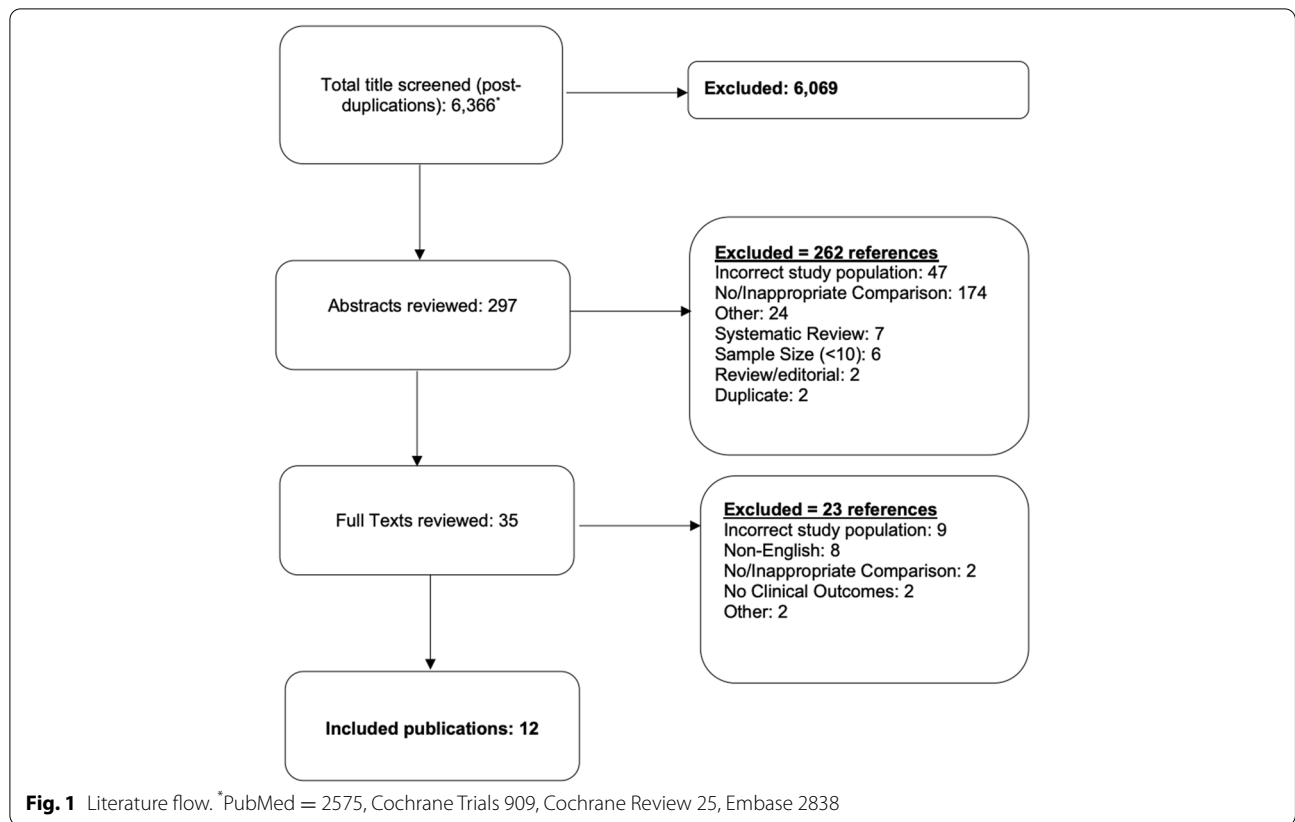 Total title screened (post-
duplications): 6,366*
Excluded: 6,069
Abstracts reviewed: 297
Excluded = 262 references
Incorrect study population: 47
No/Inappropriate Comparison: 174
Other: 24
Systematic Review: 7
Sample Size (<10): 6
Review/editorial: 2
Duplicate: 2
Full Texts reviewed: 35
Excluded = 23 references
Incorrect study population: 9
Non-English: 8
No/Inappropriate Comparison: 2
No Clinical Outcomes: 2
Other: 2
Included publications: 12
Fig. 1 Literature flow. *PubMed = 2575, Cochrane Trials 909, Cochrane Review 25, Embase 2838